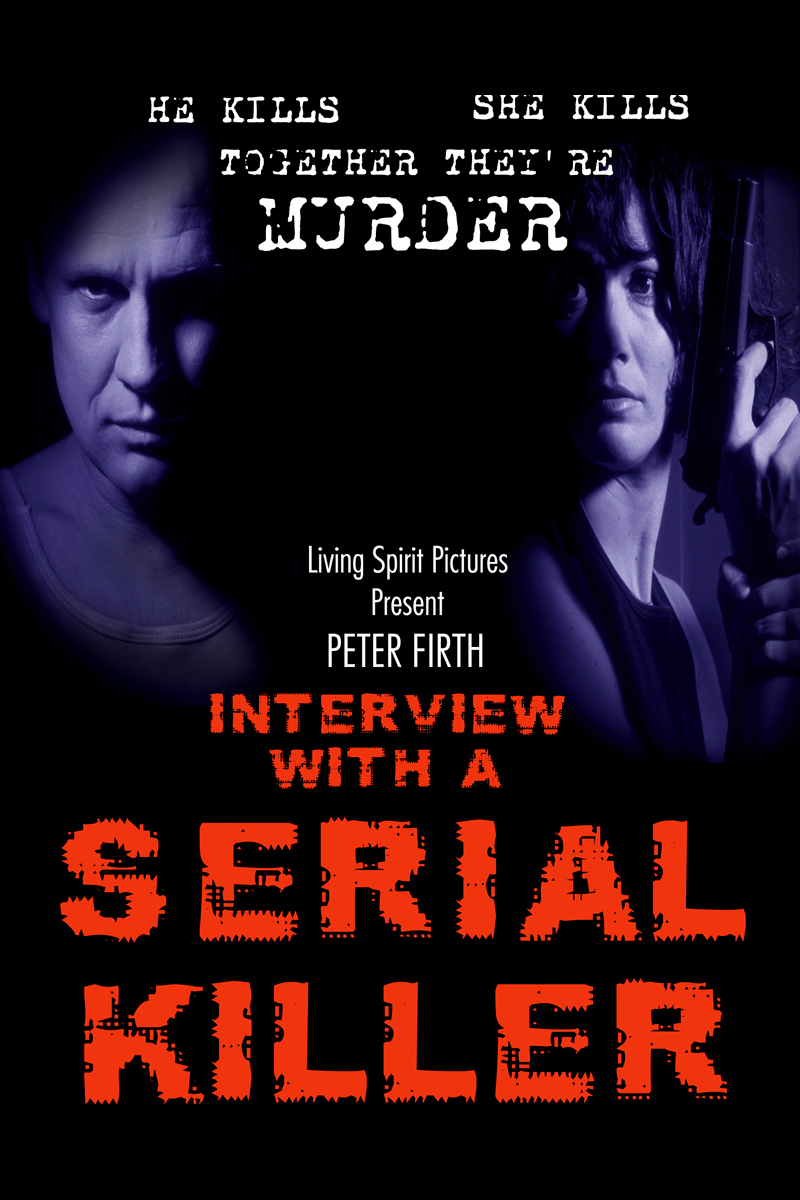 HE KILLS SHE KILLS
TOGETHER THEY'RE
MURDER
Living Spirit Pictures
Present
PETER FIRTH
INTERVIEW
WITH A
SERIAL
KILLER